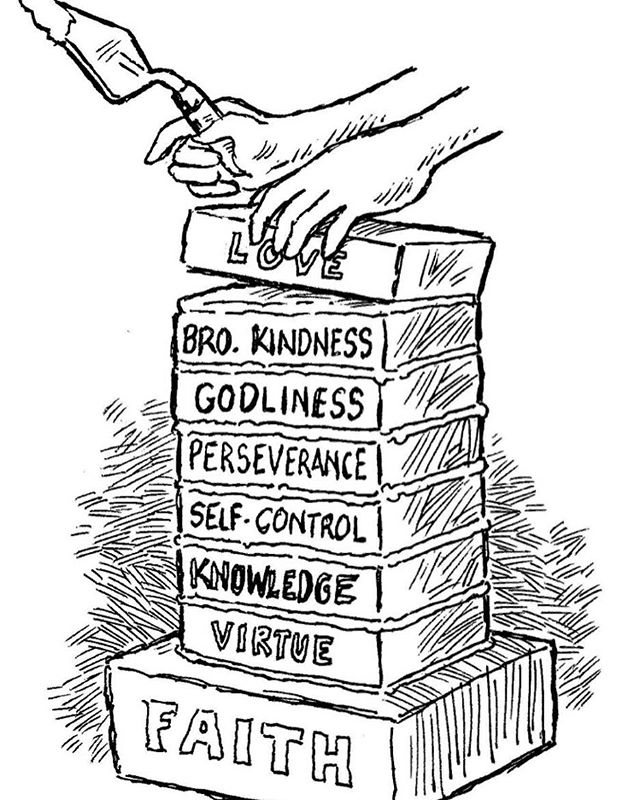 LOVE
BRO. KINDNESS
GODLINESS
PERSEVERANCE
SELF-CONTROL
KNOWLEDGE
VIRTUE
FAITH